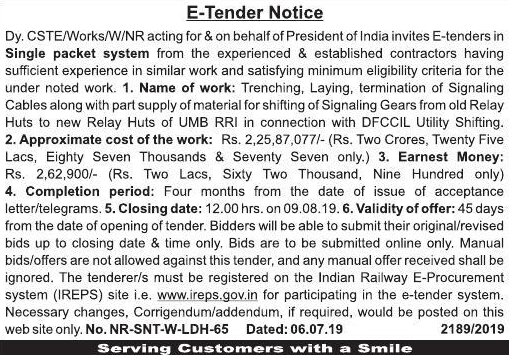 E-Tender Notice
Dy. CSTE/Works/W/NR acting for & on behalf of President of India invites E-tenders in
Single packet system from the experienced & established contractors having
sufficient experience in similar work and satisfying minimum eligibility criteria for the
under noted work. 1. Name of work: Trenching, Laying, termination of Signaling
Cables along with part supply of material for shifting of Signaling Gears from old Relay
Huts to new Relay Huts of UMB RRI in connection with DFCCIL Utility Shifting.
2. Approximate cost of the work: Rs. 2,25,87,077/- (Rs. Two Crores, Twenty Five
Lacs, Eighty Seven Thousands & Seventy Seven only.) 3. Earnest Money:
Rs. 2,62,900/- (Rs. Two Lacs, Sixty Two Thousand, Nine Hundred only)
4. Completion period: Four months from the date of issue of acceptance
letter/telegrams. 5. Closing date: 12.00 hrs. on 09.08.19. 6. Validity of offer: 45 days
from the date of opening of tender. Bidders will be able to submit their original/revised
bids up to closing date & time only. Bids are to be submitted online only. Manual
bids/offers are not allowed against this tender, and any manual offer received shall be
ignored. The tenderer/s must be registered on the Indian Railway E-Procurement
system (IREPS) site i.e. www.ireps.gov.in for participating in the e-tender system.
Necessary changes, Corrigendum/addendum, if required, would be posted on this
web site only. No. NR-SNT-W-LDH-65 Dated: 06.07.19 2189/2019
Serving Customers with a Smile